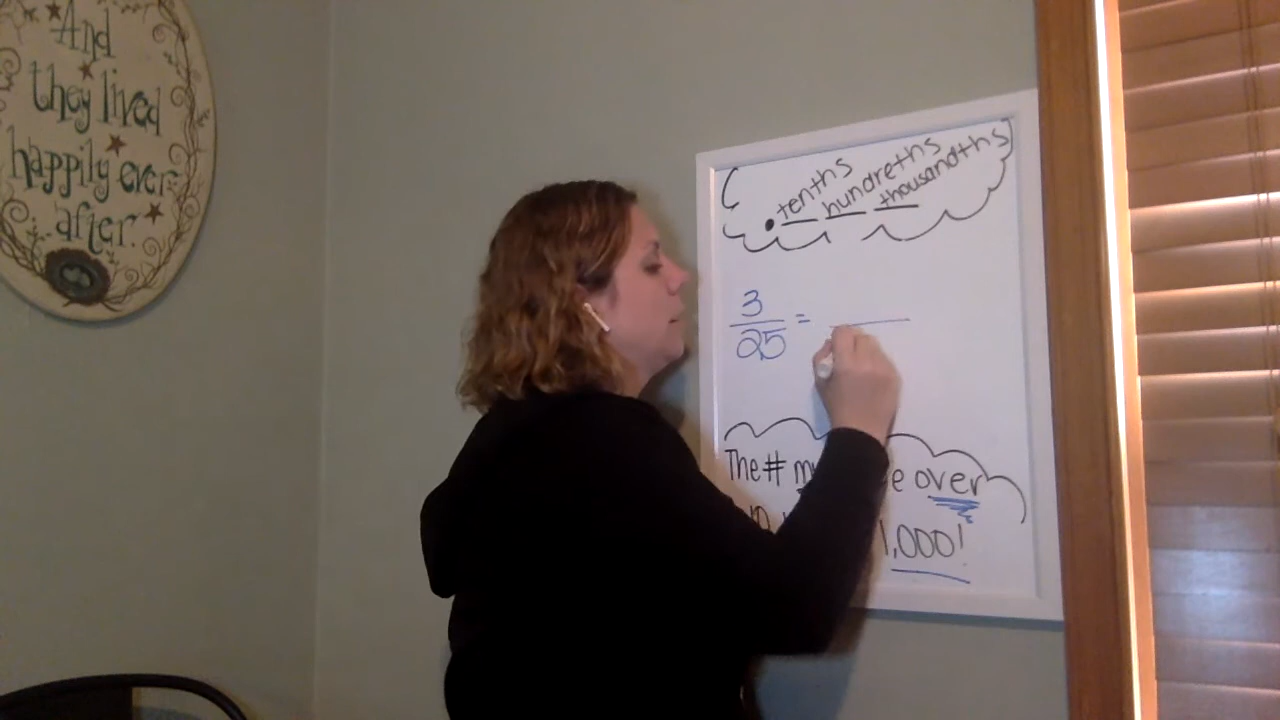 And
they lived
happily ever
after.
. tenths hundreths thousandths
3
25
=
The # over
1,000!